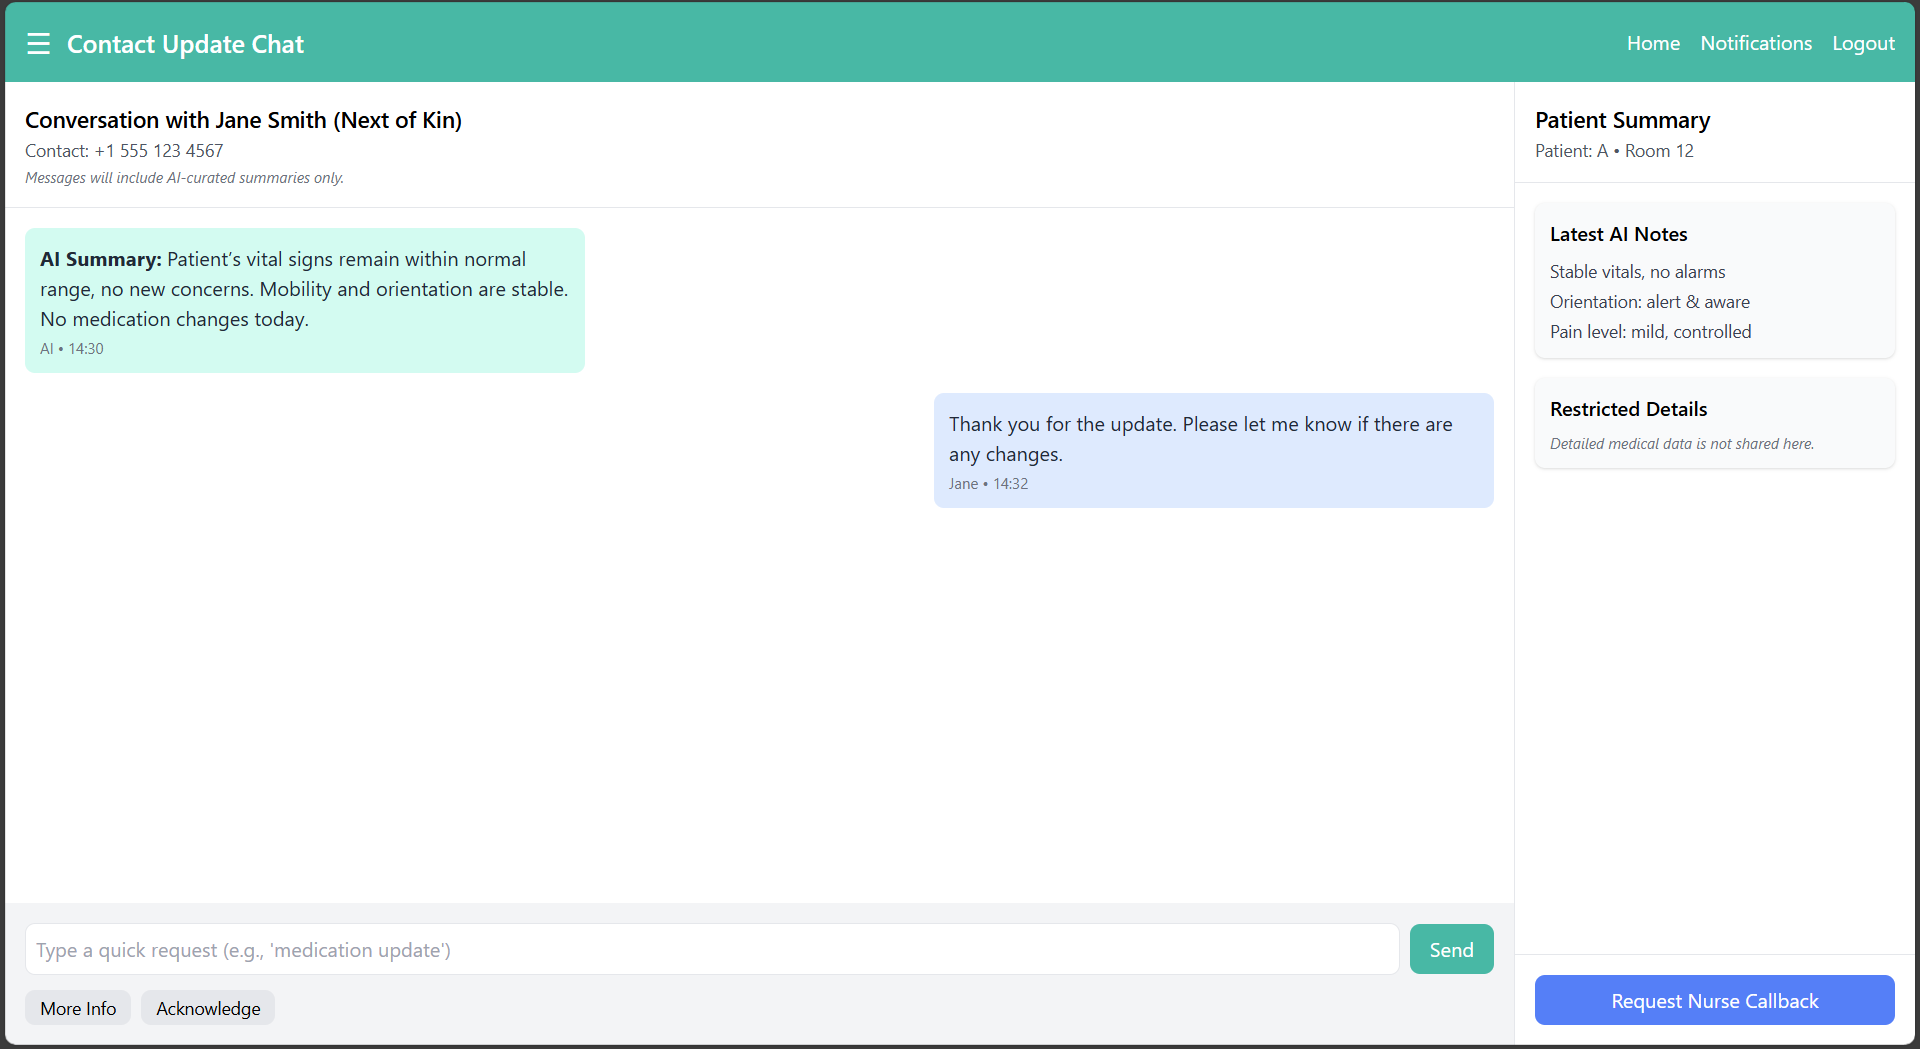 ☰ Contact Update Chat
Home Notifications Logout
Conversation with Jane Smith (Next of Kin)
Contact: +1 555 123 4567
Messages will include AI-curated summaries only.
AI Summary: Patient’s vital signs remain within normal
range, no new concerns. Mobility and orientation are stable.
No medication changes today.
AI • 14:30
Thank you for the update. Please let me know if there are
any changes.
Jane • 14:32
Type a quick request (e.g., 'medication update')
Send
More Info
Acknowledge
Patient Summary
Patient: A • Room 12
Latest AI Notes
Stable vitals, no alarms
Orientation: alert & aware
Pain level: mild, controlled
Restricted Details
Detailed medical data is not shared here.
Request Nurse Callback